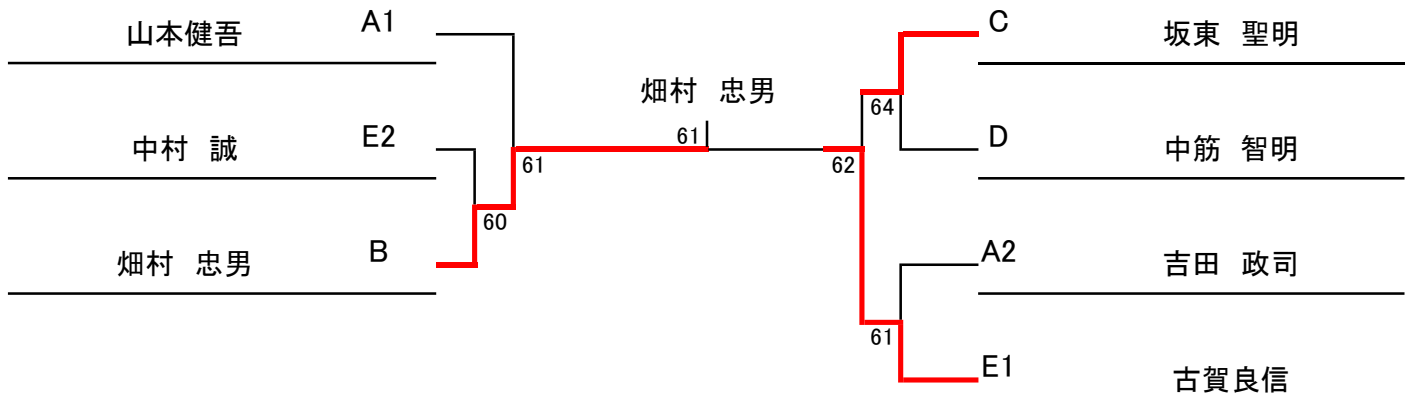 山本健吾 A1
中村 誠 E2
畑村 忠男 B
60
61
畑村 忠男
61
62
64
61
C 坂東 聖明
D 中筋 智明
A2 吉田 政司
E1 古賀良信